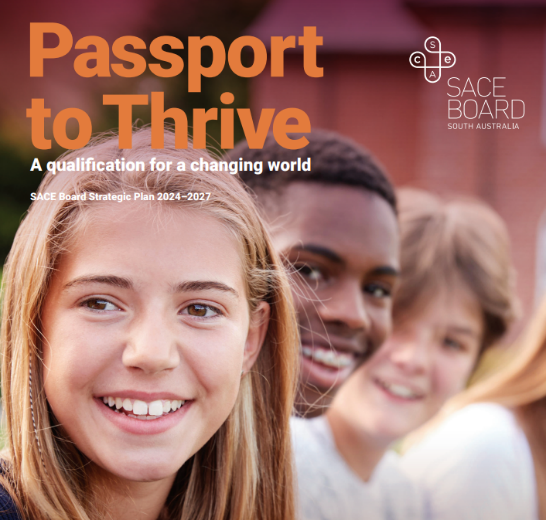 Passport
to Thrive
A qualification for a changing world
SACE Board Strategic Plan 2024–2027
S
c e
A
SACE
BOARD
SOUTH AUSTRALIA